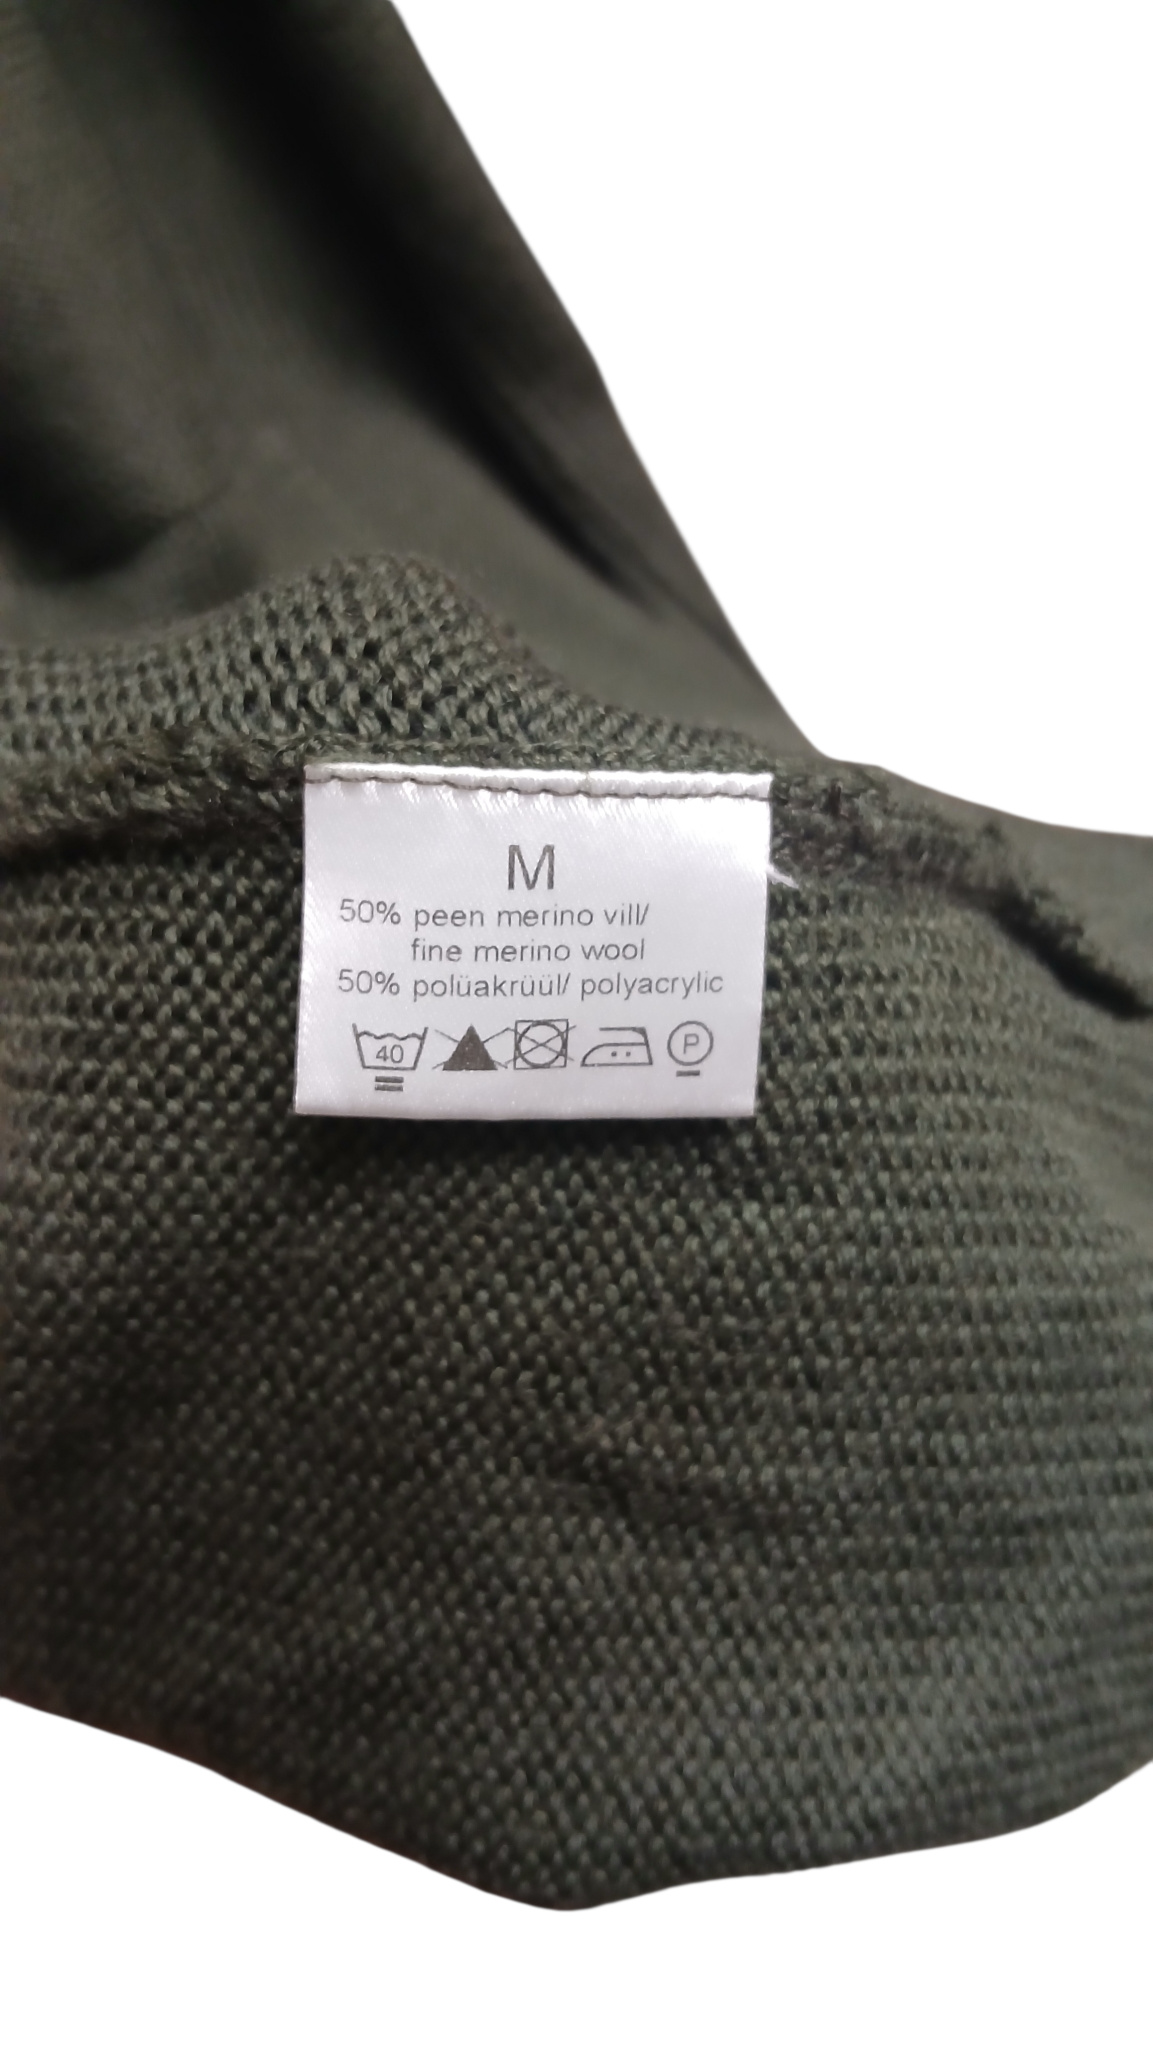 M
50% peen merino vill/
fine merino wool
50% polüakrüül/ polyacrylic
40 P